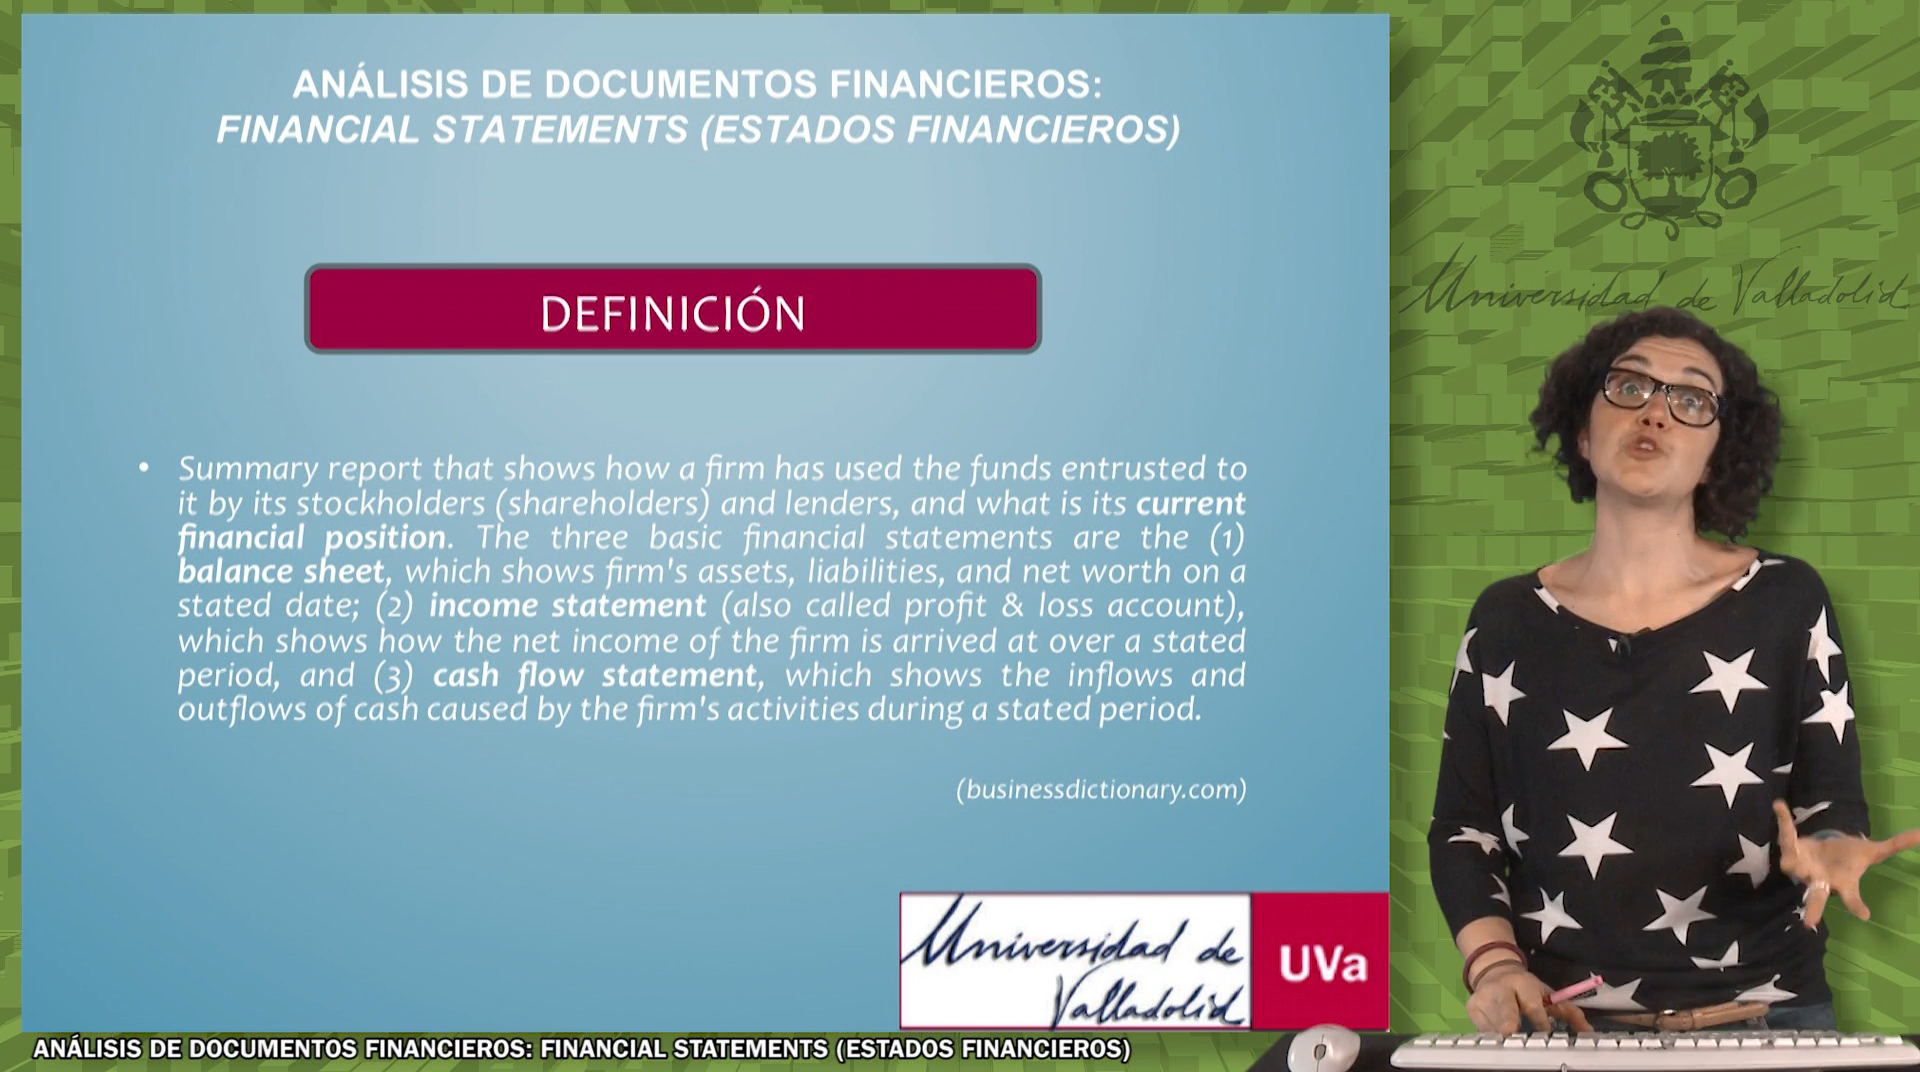 ANÁLISIS DE DOCUMENTOS FINANCIEROS:
FINANCIAL STATEMENTS (ESTADOS FINANCIEROS)
DEFINICIÓN
• Summary report that shows how a firm has used the funds entrusted to
it by its stockholders (shareholders) and lenders, and what is its current
financial position. The three basic financial statements are the (1)
balance sheet, which shows firm's assets, liabilities, and net worth on a
stated date; (2) income statement (also called profit & loss account),
which shows how the net income of the firm is arrived at over a stated
period, and (3) cash flow statement, which shows the inflows and
outflows of cash caused by the firm's activities during a stated period.
(businessdictionary.com)
Universidad de
Valladolid
UVa
ANÁLISIS DE DOCUMENTOS FINANCIEROS: FINANCIAL STATEMENTS (ESTADOS FINANCIEROS)
Universidad de Valladolid